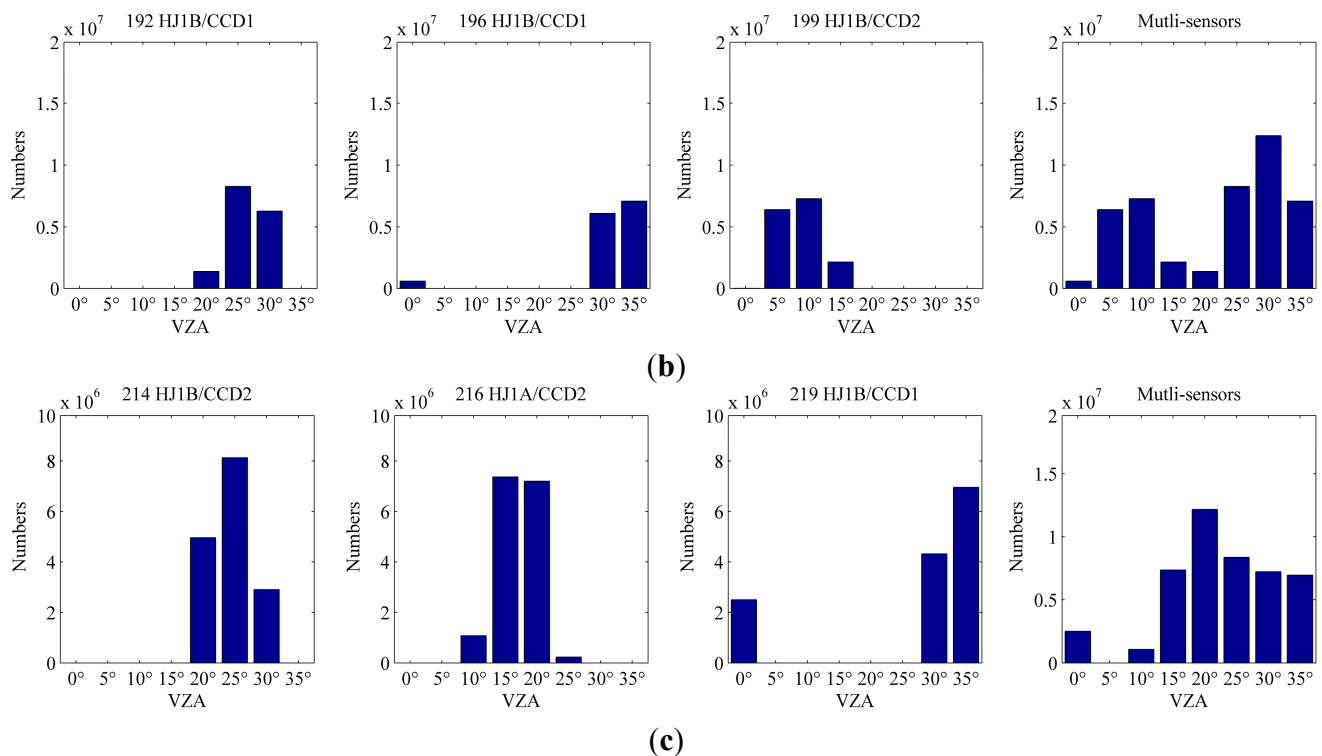 x 10^7 192 HJ1B/CCD1
2
1.5
1
0.5
0
Numbers
0° 5° 10° 15° 20° 25° 30° 35°
VZA
x 10^7 196 HJ1B/CCD1
2
1.5
1
0.5
0
Numbers
0° 5° 10° 15° 20° 25° 30° 35°
VZA
x 10^7 199 HJ1B/CCD2
2
1.5
1
0.5
0
Numbers
0° 5° 10° 15° 20° 25° 30° 35°
VZA
x 10^7 Mutli-sensors
2
1.5
1
0.5
0
Numbers
0° 5° 10° 15° 20° 25° 30° 35°
VZA
(b)
x 10^6 214 HJ1B/CCD2
10
8
6
4
2
0
Numbers
0° 5° 10° 15° 20° 25° 30° 35°
VZA
x 10^6 216 HJ1A/CCD2
10
8
6
4
2
0
Numbers
0° 5° 10° 15° 20° 25° 30° 35°
VZA
x 10^6 219 HJ1B/CCD1
10
8
6
4
2
0
Numbers
0° 5° 10° 15° 20° 25° 30° 35°
VZA
x 10^7 Mutli-sensors
2
1.5
1
0.5
0
Numbers
0° 5° 10° 15° 20° 25° 30° 35°
VZA
(c)